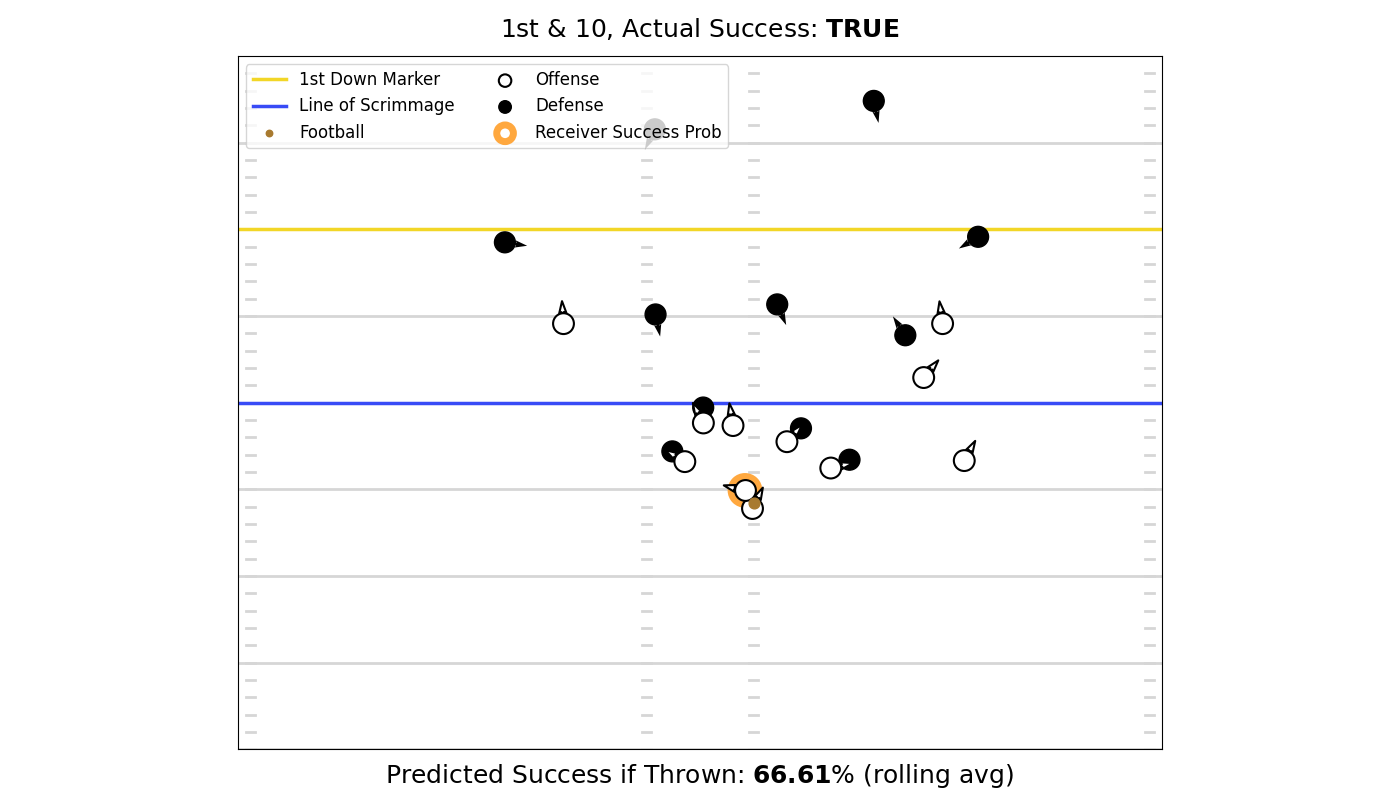 1st & 10, Actual Success: TRUE
1st Down Marker
Line of Scrimmage
Football
Offense
Defense
Receiver Success Prob
Predicted Success if Thrown: 66.61% (rolling avg)